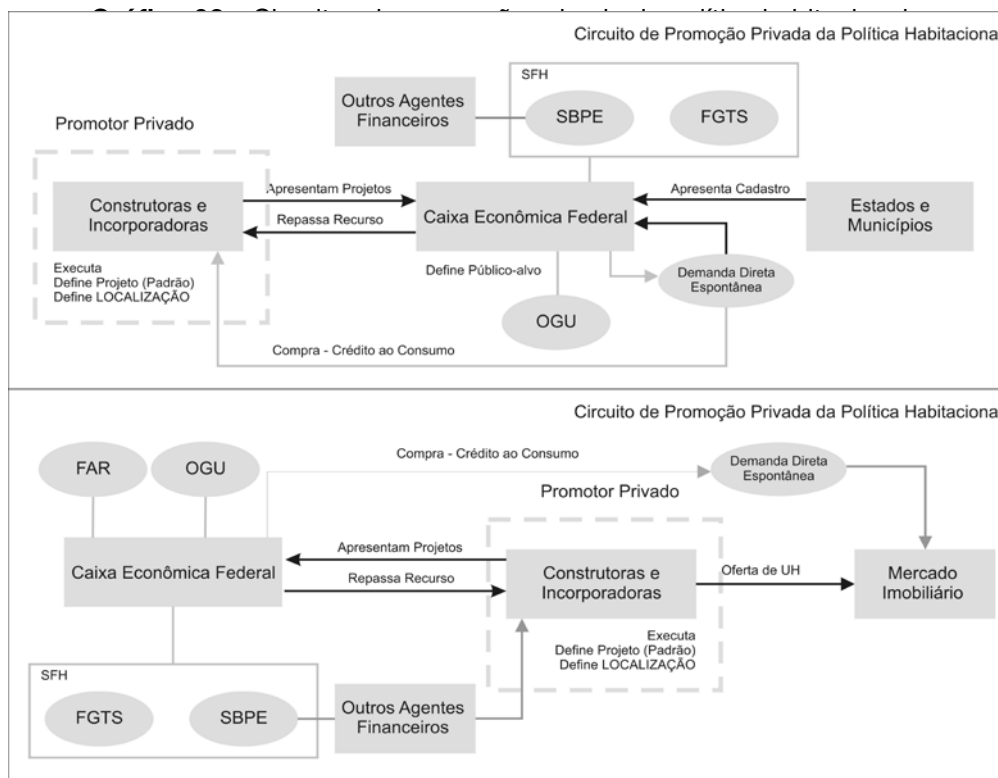 Circuito de Promoção Privada da Política Habitaciona
SFH
Outros Agentes
Financeiros
SBPE
FGTS
Promotor Privado
Construtoras e
Incorporadoras
Apresentam Projetos
Repassa Recurso
Caixa Econômica Federal
Apresenta Cadastro
Estados e
Municípios
Executa
Define Projeto (Padrão)
Define LOCALIZAÇÃO
Define Público-alvo
Demanda Direta
Espontânea
OGU
Compra - Crédito ao Consumo
Circuito de Promoção Privada da Política Habitaciona
FAR
OGU
Compra - Crédito ao Consumo
Demanda Direta
Espontânea
Promotor Privado
Caixa Econômica Federal
Apresentam Projetos
Repassa Recurso
Construtoras e
Incorporadoras
Oferta de UH
Mercado
Imobiliário
Executa
Define Projeto (Padrão)
Define LOCALIZAÇÃO
SFH
FGTS
SBPE
Outros Agentes
Financeiros